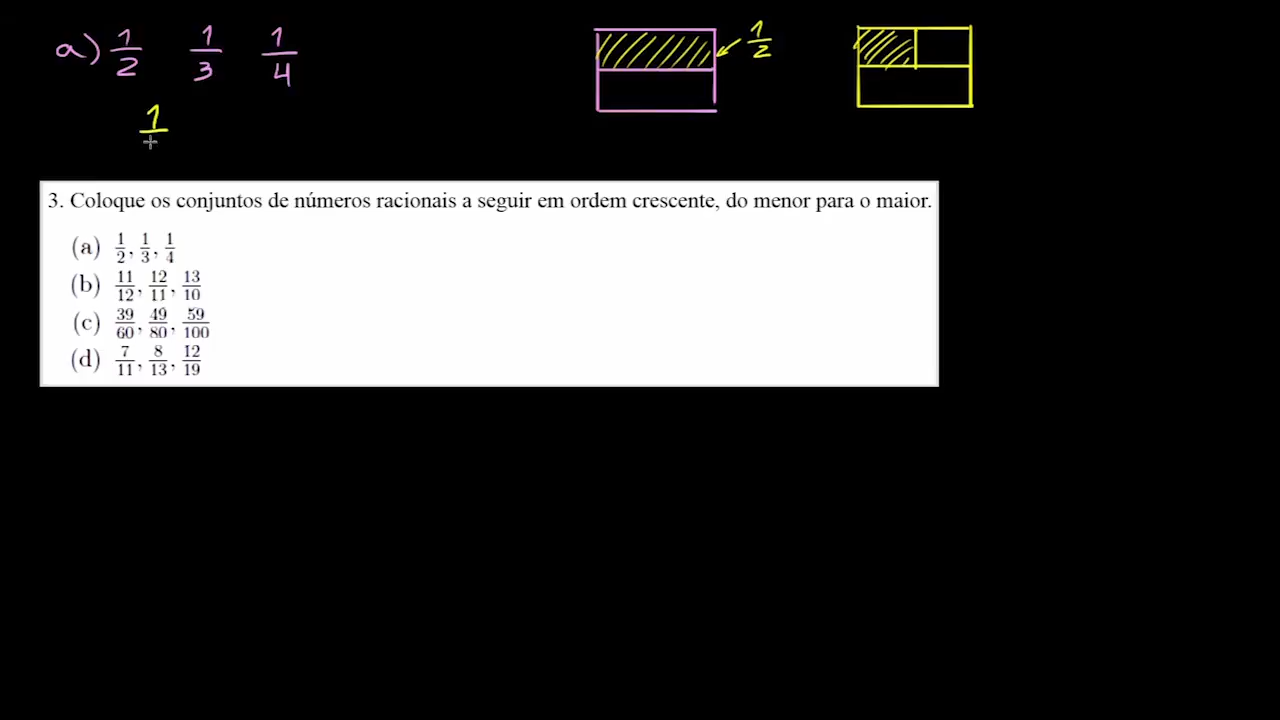 a) 1/2 1/3 1/4
1/2
1
3. Coloque os conjuntos de números racionais a seguir em ordem crescente, do menor para o maior.
(a) 1/2, 1/3, 1/4
(b) 11/12, 12/11, 13/10
(c) 39/60, 49/80, 59/100
(d) 7/11, 8/13, 12/19